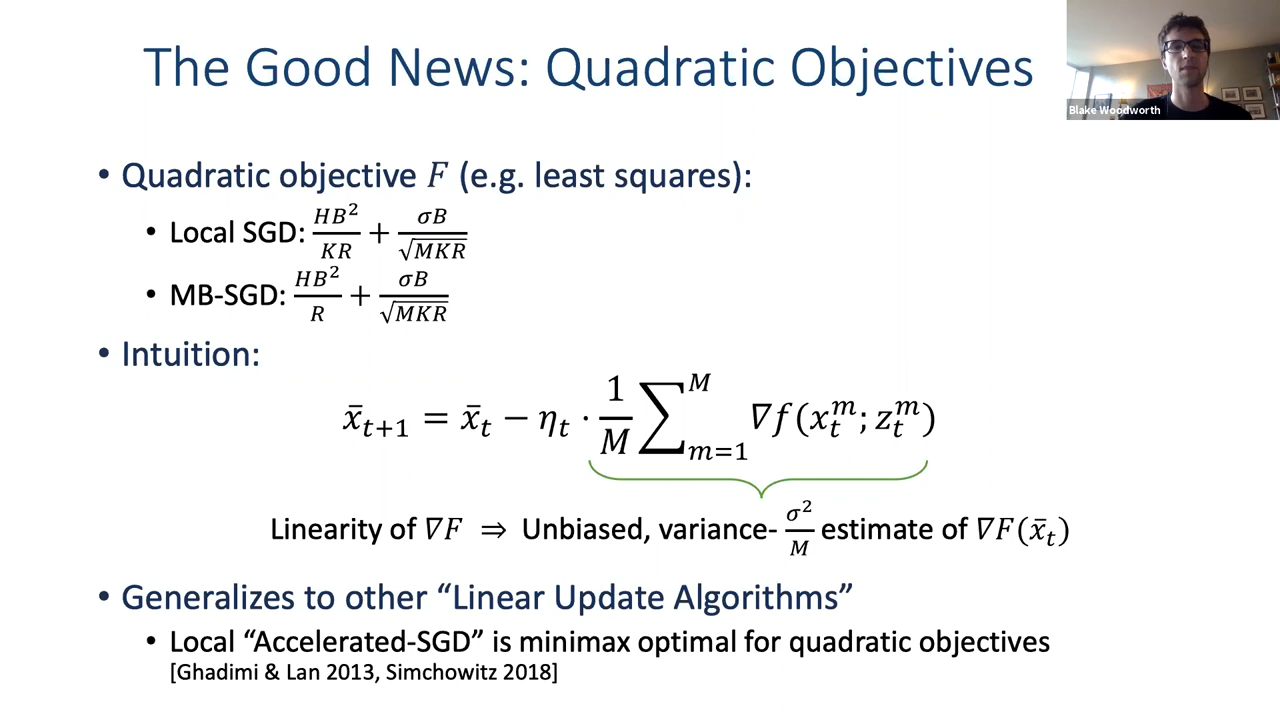 The Good News: Quadratic Objectives
Blake Woodworth
• Quadratic objective F (e.g. least squares):
• Local SGD: HB²/KR + σB/√MKR
• MB-SGD: HB²/R + σB/√MKR
• Intuition:
x̄ₜ₊₁ = x̄ₜ − ηₜ · 1/M ∑ᴹₘ₌₁ ∇f(xₜᵐ; zₜᵐ)
Linearity of ∇F ⇒ Unbiased, variance- σ²/M estimate of ∇F(x̄ₜ)
• Generalizes to other “Linear Update Algorithms”
• Local “Accelerated-SGD” is minimax optimal for quadratic objectives
[Ghadimi & Lan 2013, Simchowitz 2018]